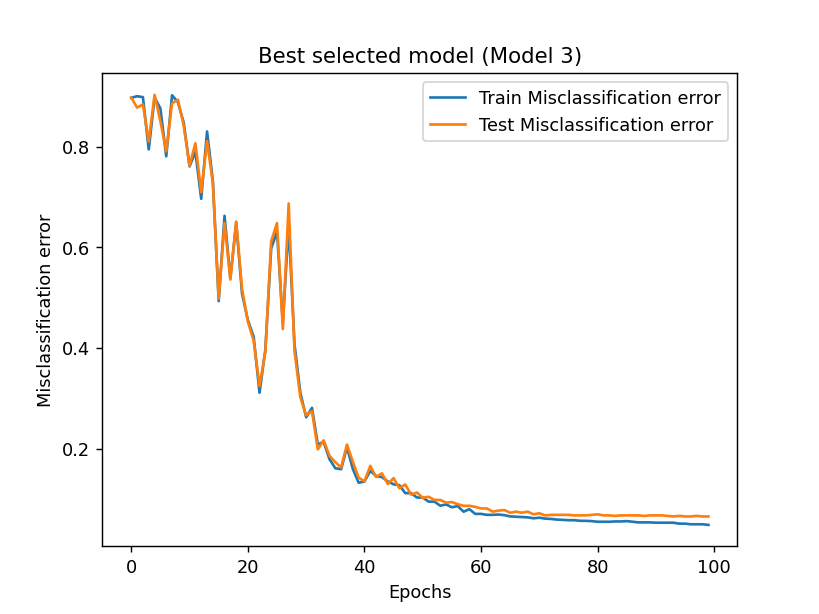 Best selected model (Model 3)
Train Misclassification error
Test Misclassification error
Misclassification error
0.8
0.6
0.4
0.2
0 20 40 60 80 100
Epochs